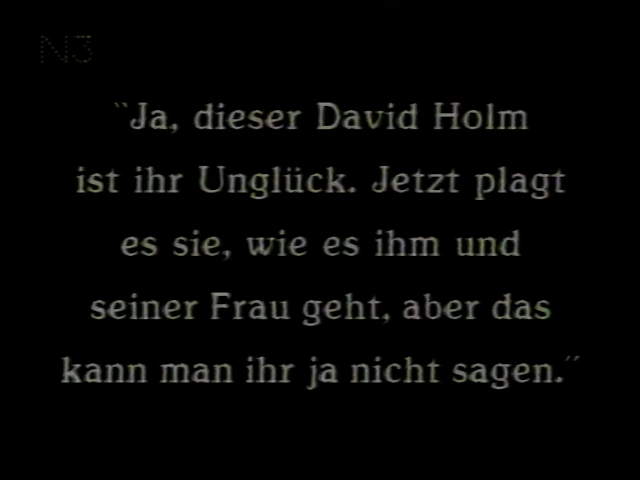 N3
"Ja, dieser David Holm
ist ihr Unglück. Jetzt plagt
es sie, wie es ihm und
seiner Frau geht, aber das
kann man ihr ja nicht sagen."